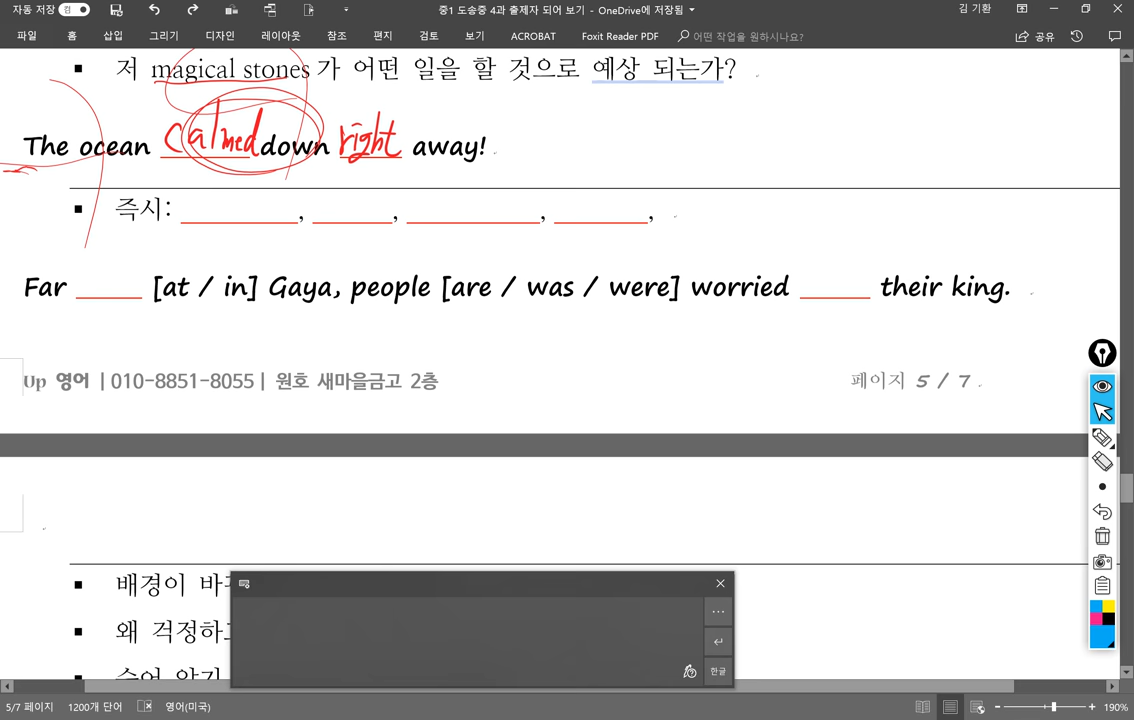 자동 저장 컴
중1 도송중 4과 출제자 되어 보기 - OneDrive에 저장됨
김 기환
파일 홈 삽입 그리기 디자인 레이아웃 참조 편지 검토 보기 ACROBAT Foxit Reader PDF 어떤 작업을 원하시나요? 공유
▪ 저 magical stones 가 어떤 일을 할 것으로 예상 되는가?
The ocean calmed down right away!
▪ 즉시: ________, ______, ________, ______,
Far _____ [at / in] Gaya, people [are / was / were] worried _____ their king.
Up 영어 | 010-8851-8055 | 원호 새마을금고 2층
페이지 5 / 7
▪ 배경이
▪ 왜 걱정하
한글
5/7 페이지 1200개 단어 영어(미국) 190%